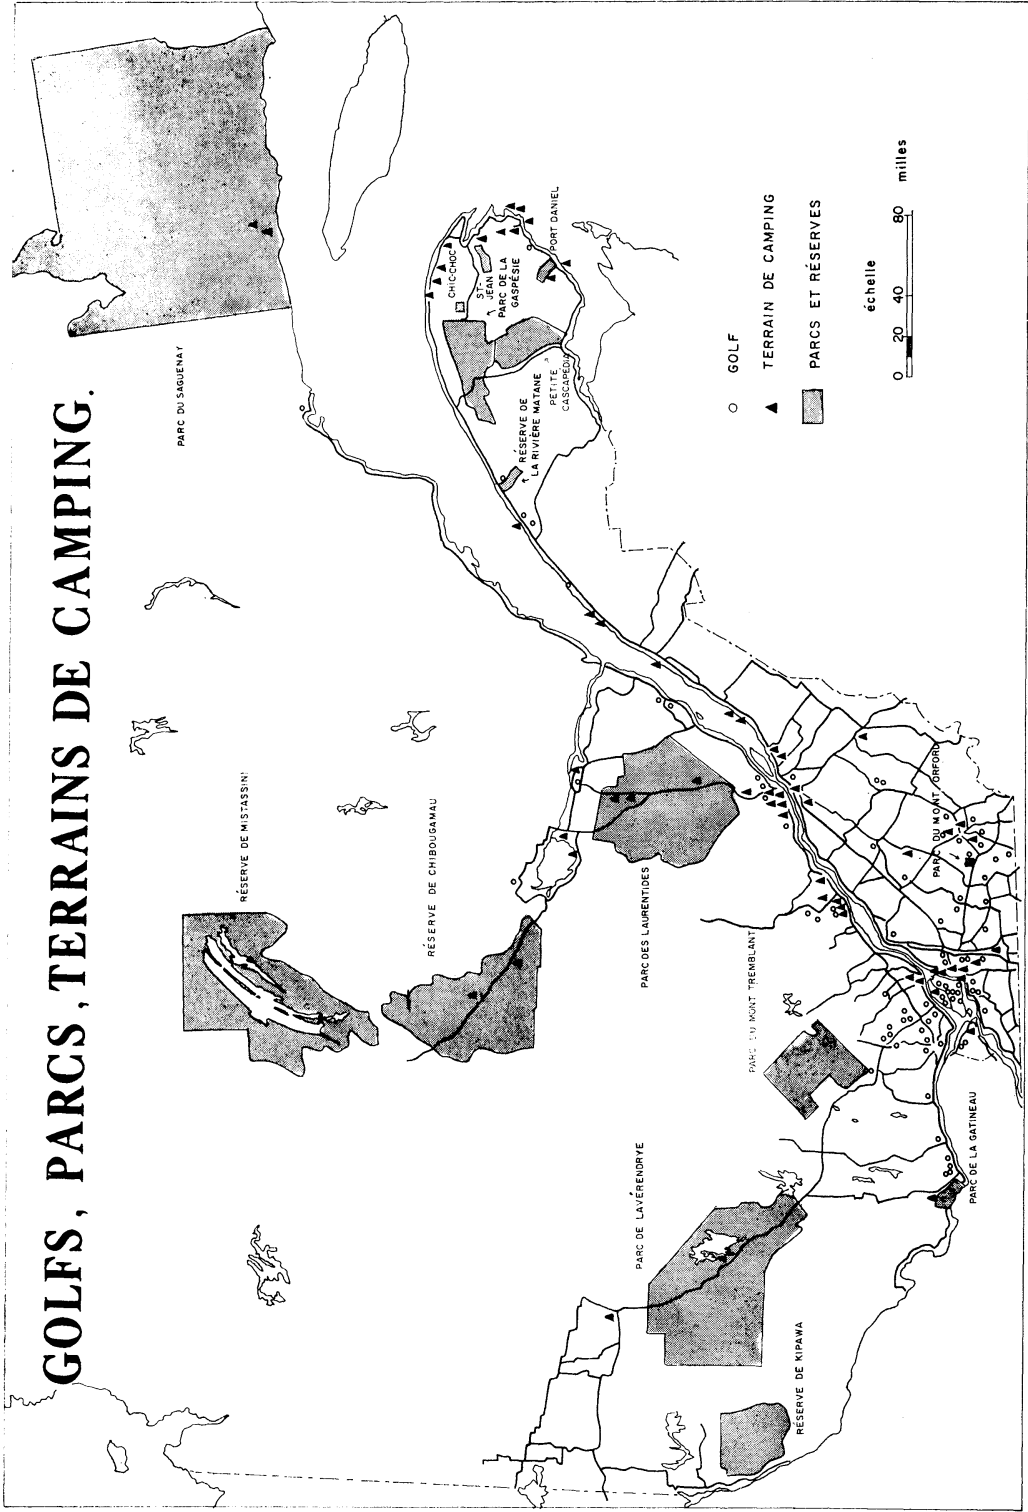 GOLFS, PARCS, TERRAINS DE CAMPING.
PARC DU SAGUENAY
RÉSERVE DE MISTASSINI
RÉSERVE DE CHIBOUGAMAU
CHIC-CHOC
ST-
JEAN
PARC DE LA
GASPÉSIE
PORT DANIEL
RÉSERVE DE
LA RIVIÈRE MATANE
PETITE
CASCAPÉDIA
PARC DES LAURENTIDES
PARC DU MONT TREMBLANT
PARC DU MONT ORFORD
PARC DE LAVÉRENDRYE
PARC DE LA GATINEAU
RÉSERVE DE KIPAWA
GOLF
TERRAIN DE CAMPING
PARCS ET RÉSERVES
échelle
0 20 40 80 milles